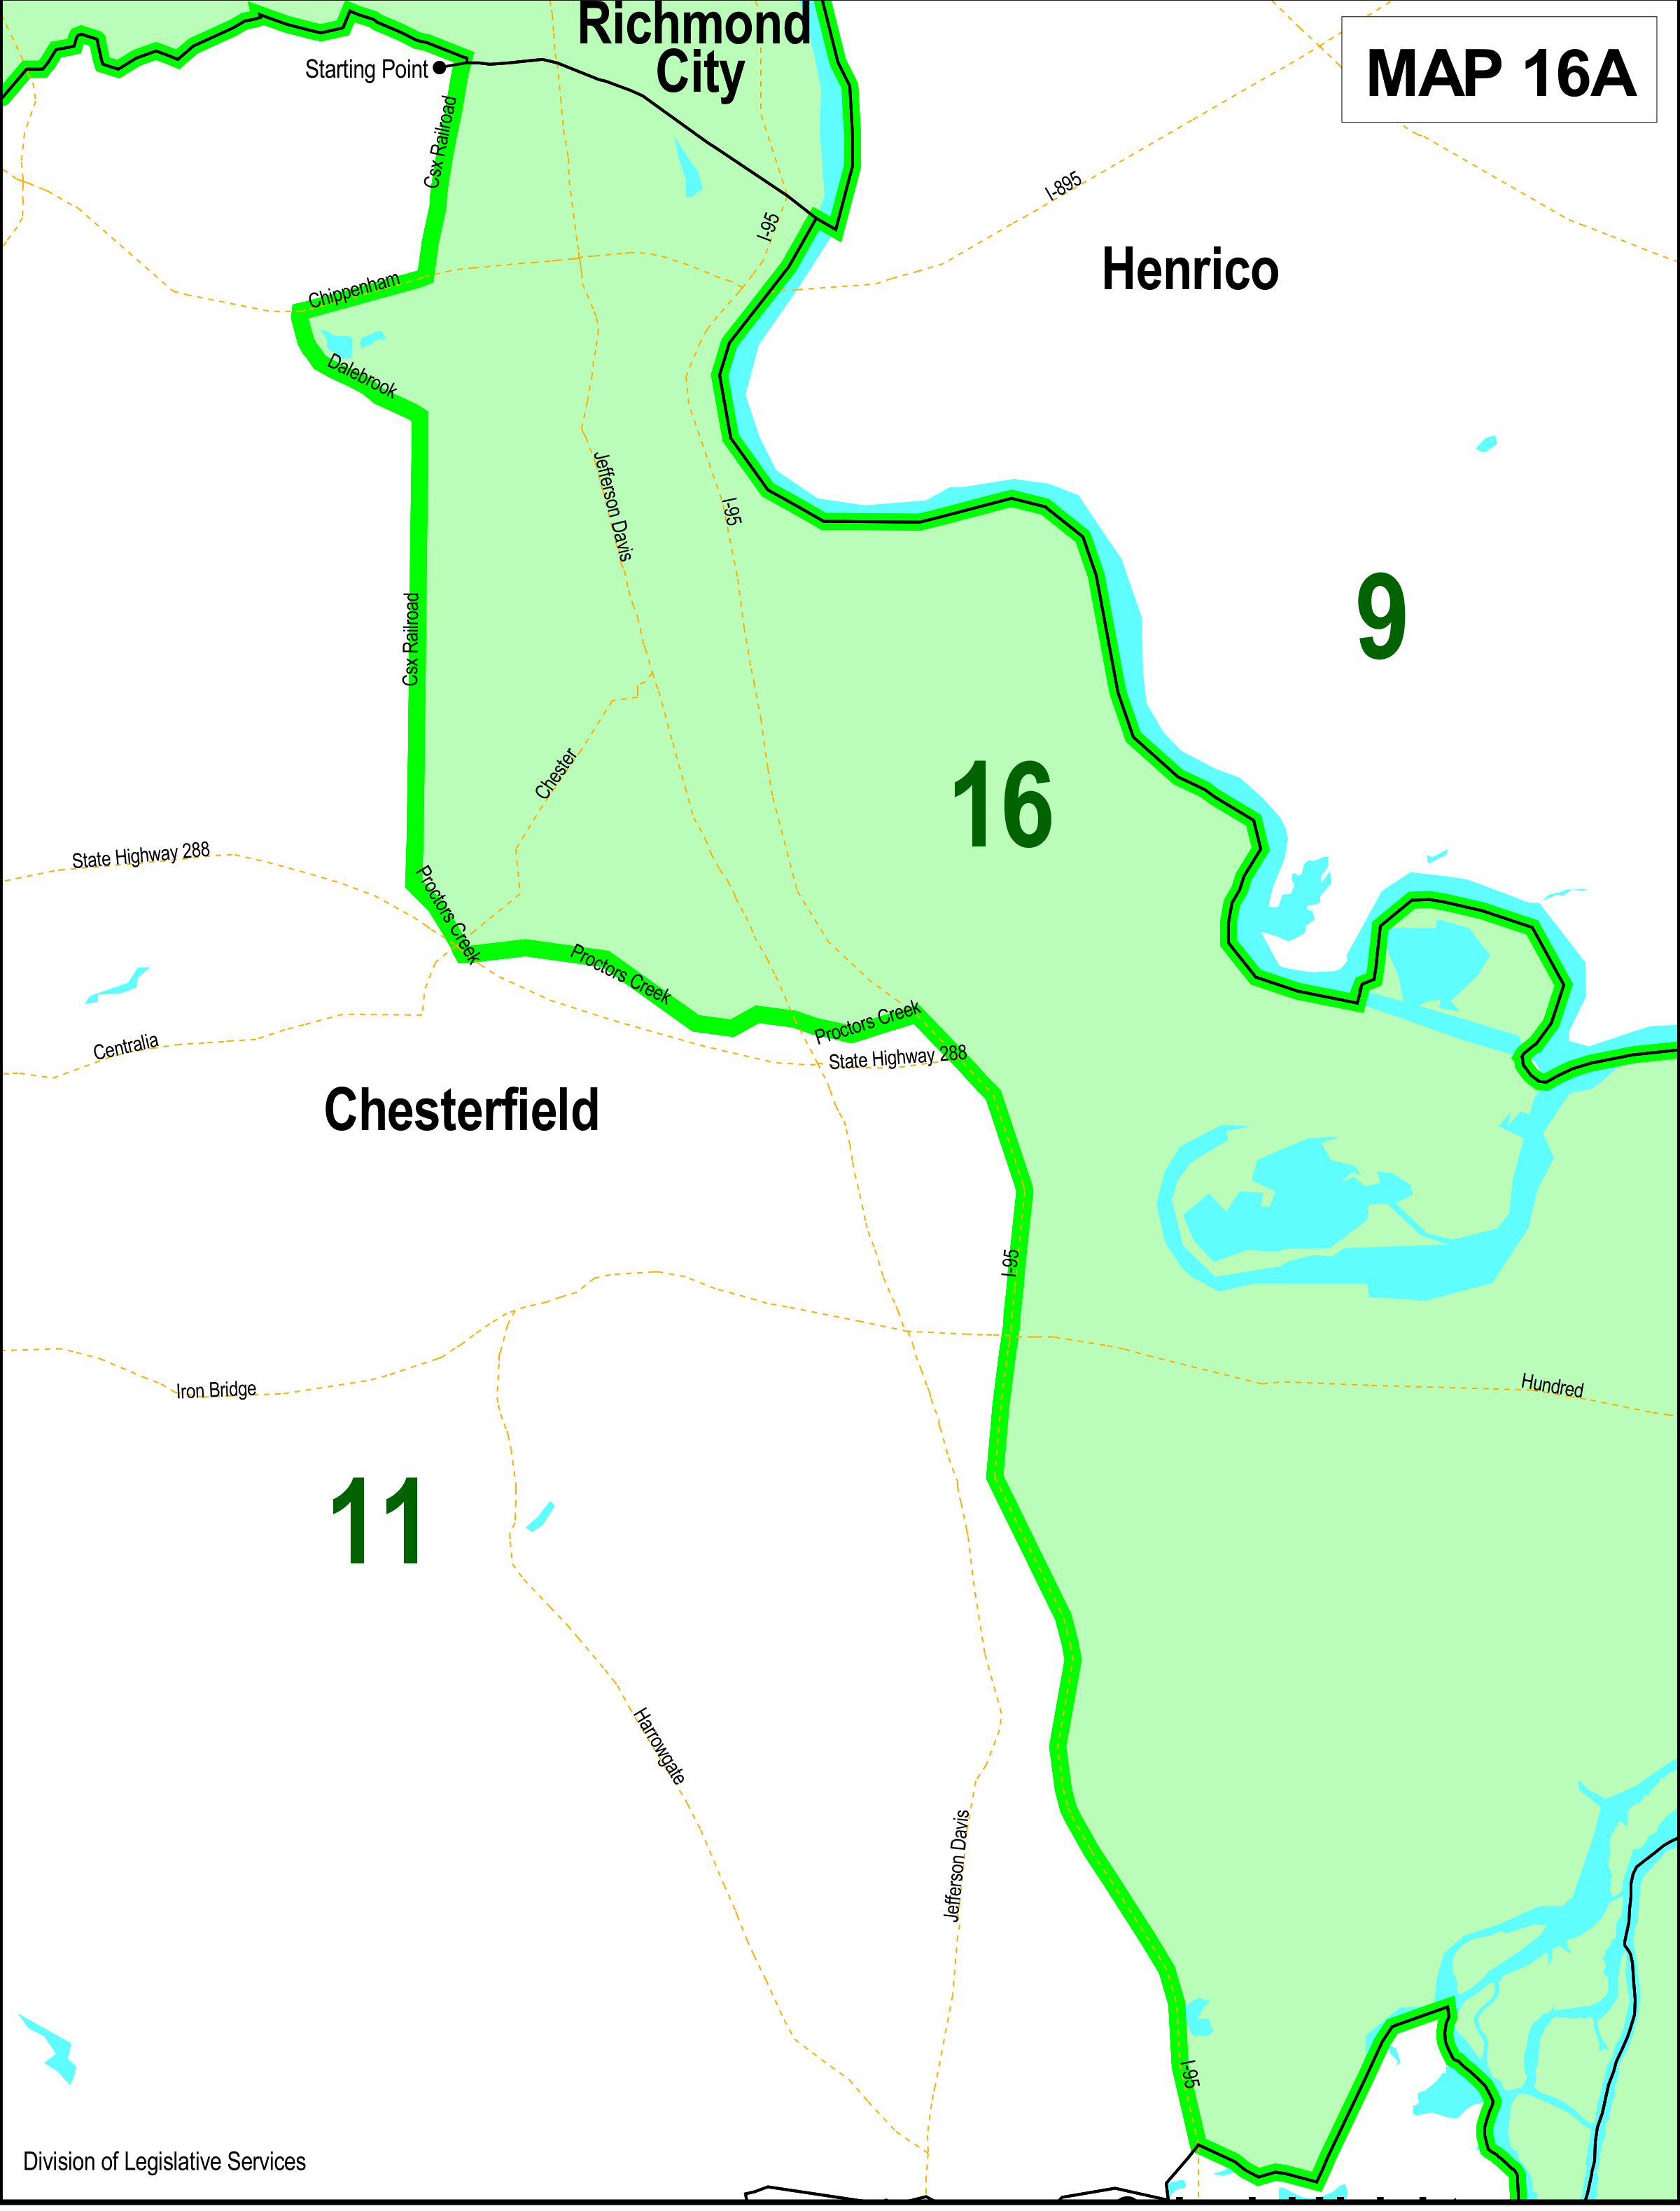 Richmond
City
MAP 16A
Starting Point
Csx Railroad
I-895
I-95
Henrico
Chippenham
Dalebrook
Jefferson Davis
I-95
9
Csx Railroad
16
Chester
State Highway 288
Proctors Creek
Proctors Creek
Proctors Creek
Centralia
State Highway 288
Chesterfield
I-95
Iron Bridge
Hundred
11
Harrowgate
Jefferson Davis
I-95
Division of Legislative Services